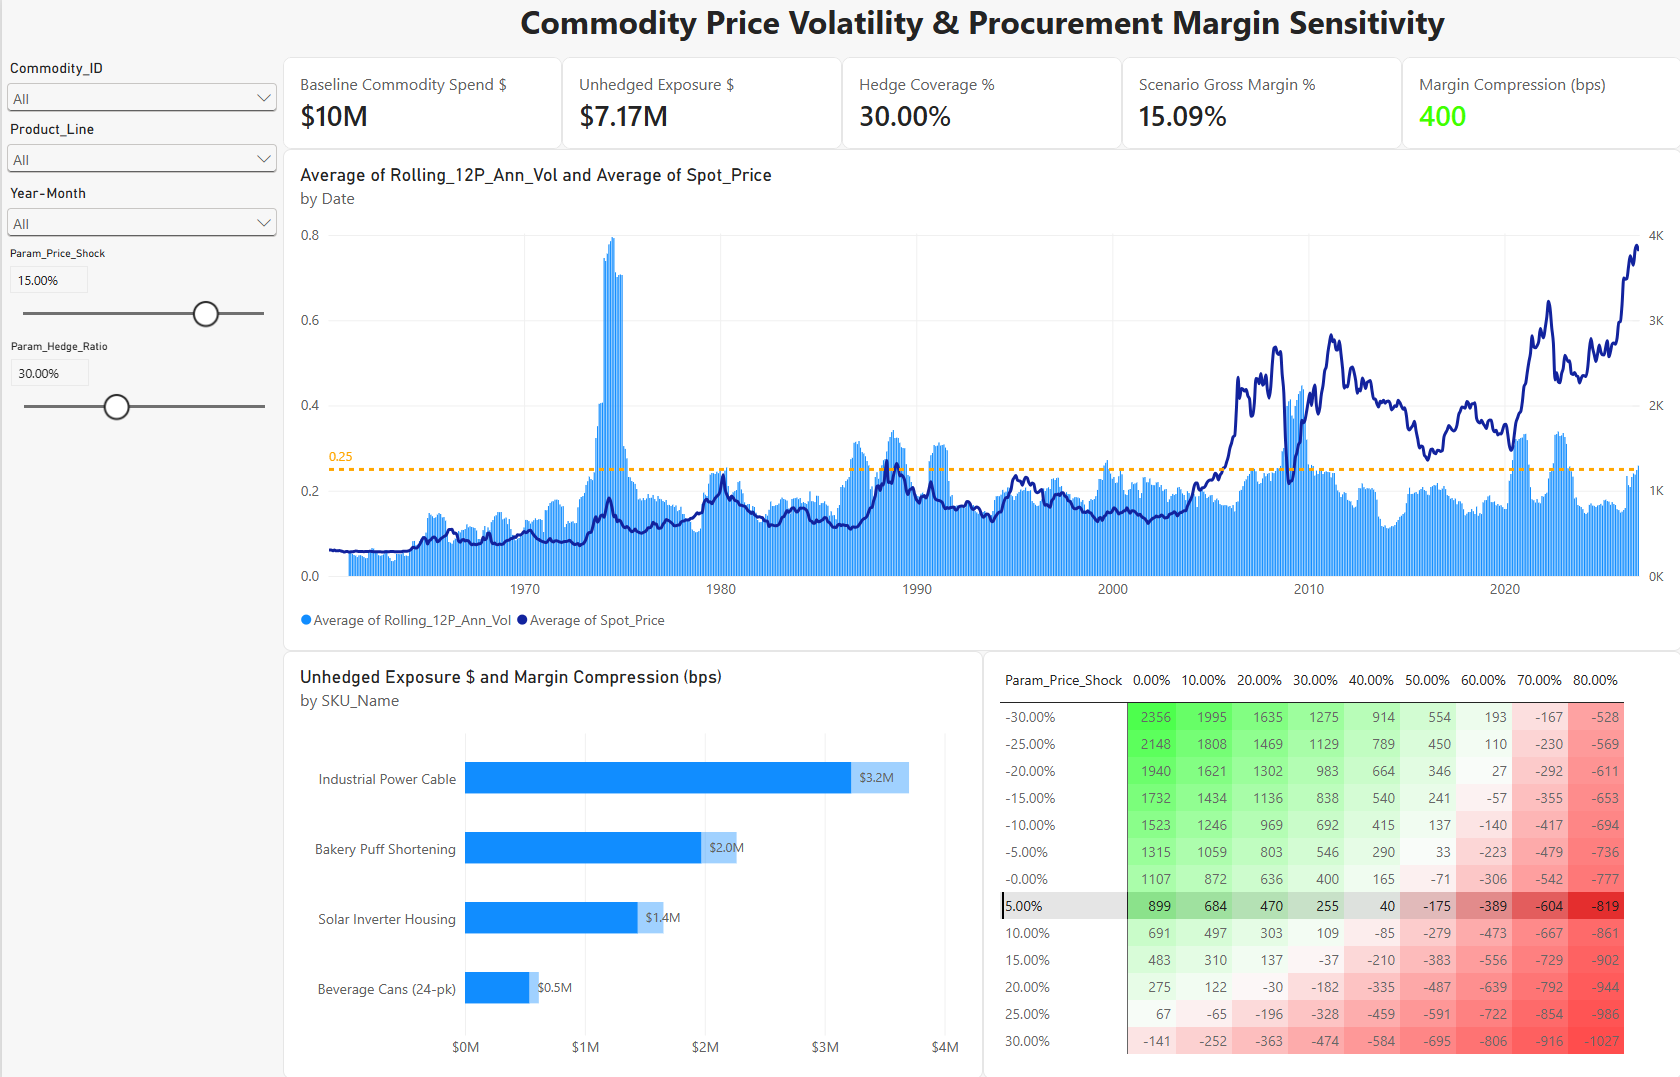 Commodity Price Volatility & Procurement Margin Sensitivity
Commodity_ID
All
Product_Line
All
Year-Month
All
Param_Price_Shock
15.00%
Param_Hedge_Ratio
30.00%
Baseline Commodity Spend $
$10M
Unhedged Exposure $
$7.17M
Hedge Coverage %
30.00%
Scenario Gross Margin %
15.09%
Margin Compression (bps)
400
Average of Rolling_12P_Ann_Vol and Average of Spot_Price
by Date
0.8 4K
0.6 3K
0.4 2K
0.25
0.2 1K
0.0 0K
1970 1980 1990 2000 2010 2020
Average of Rolling_12P_Ann_Vol Average of Spot_Price
Unhedged Exposure $ and Margin Compression (bps)
by SKU_Name
Industrial Power Cable $3.2M
Bakery Puff Shortening $2.0M
Solar Inverter Housing $1.4M
Beverage Cans (24-pk) $0.5M
$0M $1M $2M $3M $4M
Param_Price_Shock 0.00% 10.00% 20.00% 30.00% 40.00% 50.00% 60.00% 70.00% 80.00%
-30.00% 2356 1995 1635 1275 914 554 193 -167 -528
-25.00% 2148 1808 1469 1129 789 450 110 -230 -569
-20.00% 1940 1621 1302 983 664 346 27 -292 -611
-15.00% 1732 1434 1136 838 540 241 -57 -355 -653
-10.00% 1523 1246 969 692 415 137 -140 -417 -694
-5.00% 1315 1059 803 546 290 33 -223 -479 -736
-0.00% 1107 872 636 400 165 -71 -306 -542 -777
5.00% 899 684 470 255 40 -175 -389 -604 -819
10.00% 691 497 303 109 -85 -279 -473 -667 -861
15.00% 483 310 137 -37 -210 -383 -556 -729 -902
20.00% 275 122 -30 -182 -335 -487 -639 -792 -944
25.00% 67 -65 -196 -328 -459 -591 -722 -854 -986
30.00% -141 -252 -363 -474 -584 -695 -806 -916 -1027